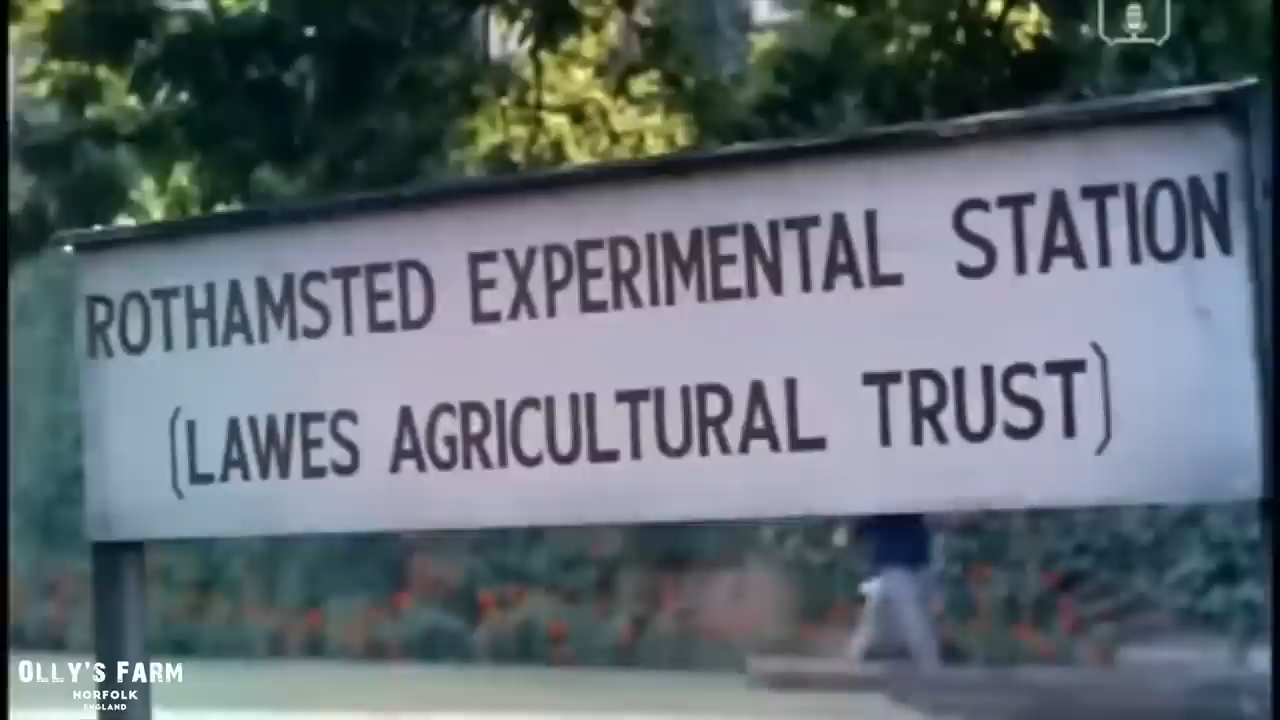 ROTHAMSTED EXPERIMENTAL STATION
(LAWES AGRICULTURAL TRUST)
OLLY'S FARM
NORFOLK
ENGLAND